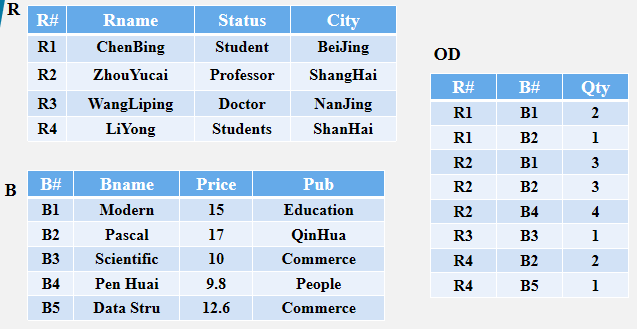 R
R# Rname Status City
R1 ChenBing Student BeiJing
R2 ZhouYucai Professor ShangHai
R3 WangLiping Doctor NanJing
R4 LiYong Students ShanHai
B
B# Bname Price Pub
B1 Modern 15 Education
B2 Pascal 17 QinHua
B3 Scientific 10 Commerce
B4 Pen Huai 9.8 People
B5 Data Stru 12.6 Commerce
OD
R# B# Qty
R1 B1 2
R1 B2 1
R2 B1 3
R2 B2 3
R2 B4 4
R3 B3 1
R4 B2 2
R4 B5 1